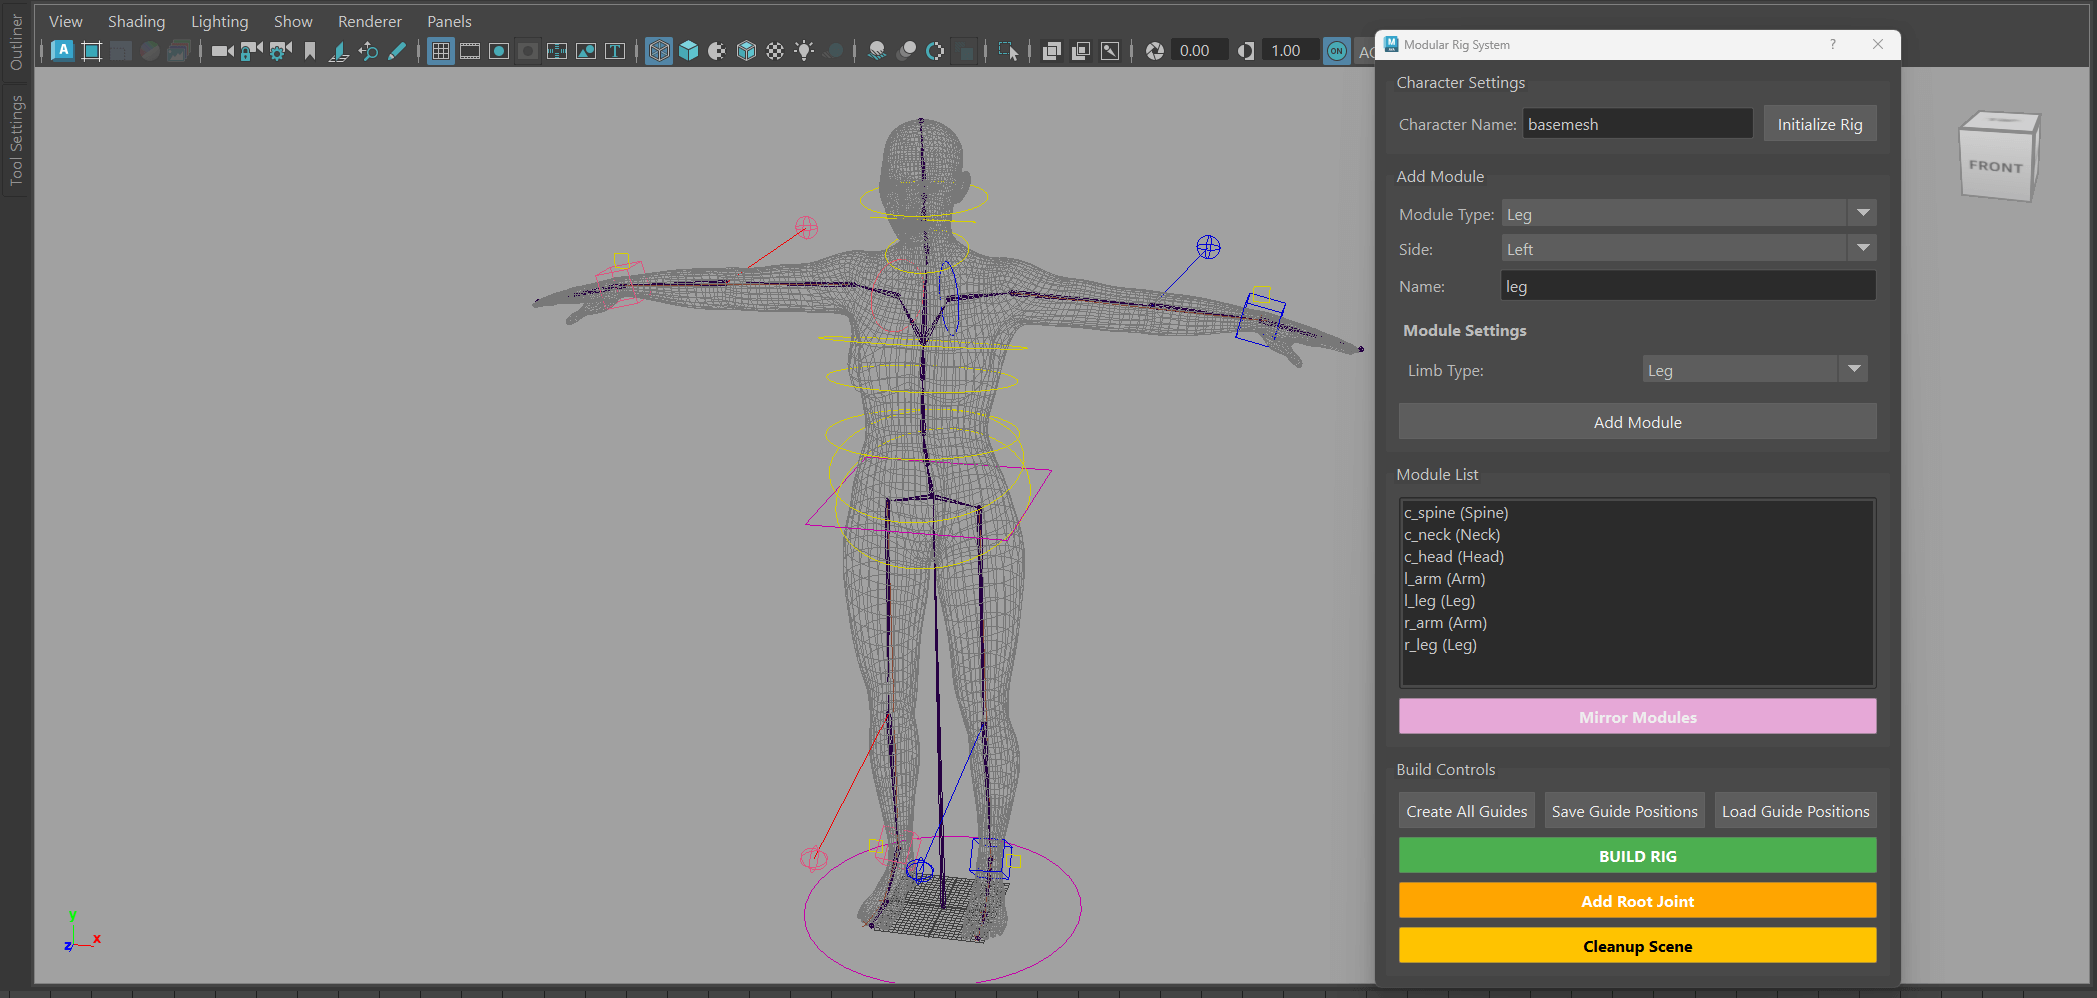 View Shading Lighting Show Renderer Panels
Outliner
Tool Settings
A
T
0.00
1.00
ON
FRONT
y
z
x
M
Modular Rig System
?
Character Settings
Character Name: basemesh Initialize Rig
Add Module
Module Type: Leg
Side: Left
Name: leg
Module Settings
Limb Type: Leg
Add Module
Module List
c_spine (Spine)
c_neck (Neck)
c_head (Head)
l_arm (Arm)
l_leg (Leg)
r_arm (Arm)
r_leg (Leg)
Mirror Modules
Build Controls
Create All Guides Save Guide Positions Load Guide Positions
BUILD RIG
Add Root Joint
Cleanup Scene